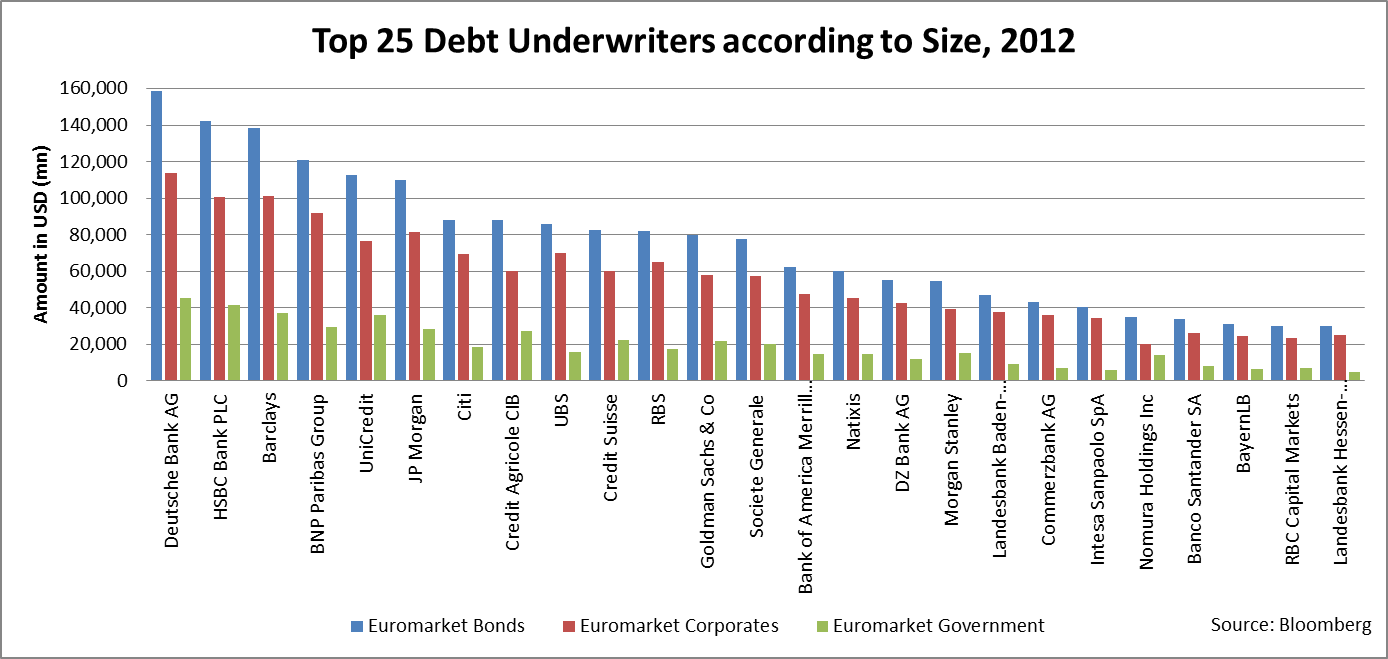 Top 25 Debt Underwriters according to Size, 2012
Amount in USD (mn)
160,000
140,000
120,000
100,000
80,000
60,000
40,000
20,000
0
Deutsche Bank AG
HSBC Bank PLC
Barclays
BNP Paribas Group
UniCredit
JP Morgan
Citi
Credit Agricole CIB
UBS
Credit Suisse
RBS
Goldman Sachs & Co
Societe Generale
Bank of America Merrill...
Natixis
DZ Bank AG
Morgan Stanley
Landesbank Baden-...
Commerzbank AG
Intesa Sanpaolo SpA
Nomura Holdings Inc
Banco Santander SA
BayernLB
RBC Capital Markets
Landesbank Hessen-...
Euromarket Bonds
Euromarket Corporates
Euromarket Government
Source: Bloomberg